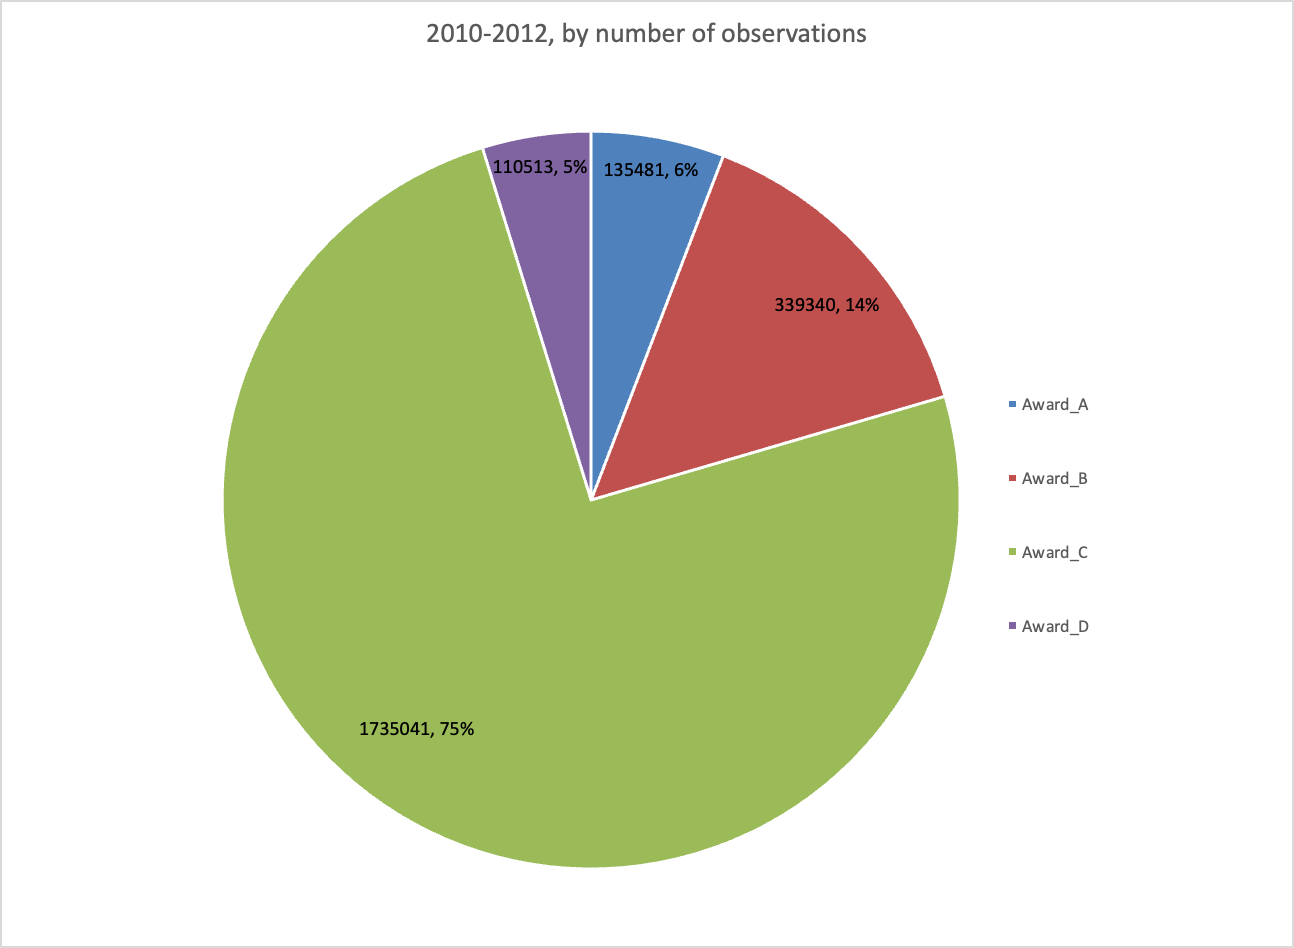 2010-2012, by number of observations
110513, 5%
135481, 6%
339340, 14%
1735041, 75%
Award_A
Award_B
Award_C
Award_D